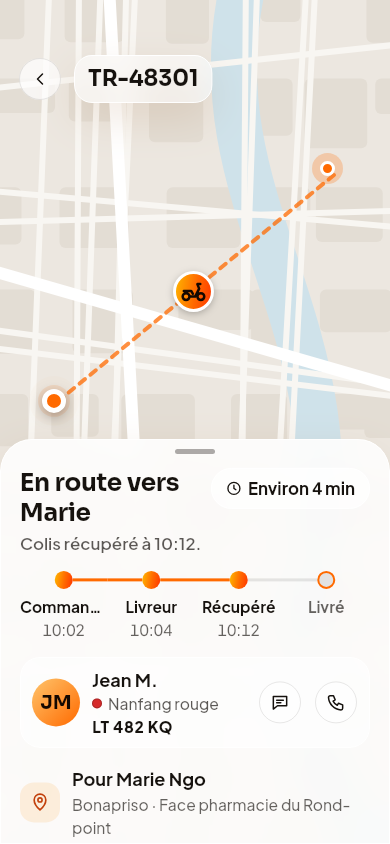 TR-48301
En route vers
Marie
Environ 4 min
Colis récupéré à 10:12.
Comman... Livreur Récupéré Livré
10:02 10:04 10:12
JM
Jean M.
Nanfang rouge
LT 482 KQ
Pour Marie Ngo
Bonapriso · Face pharmacie du Rond-
point